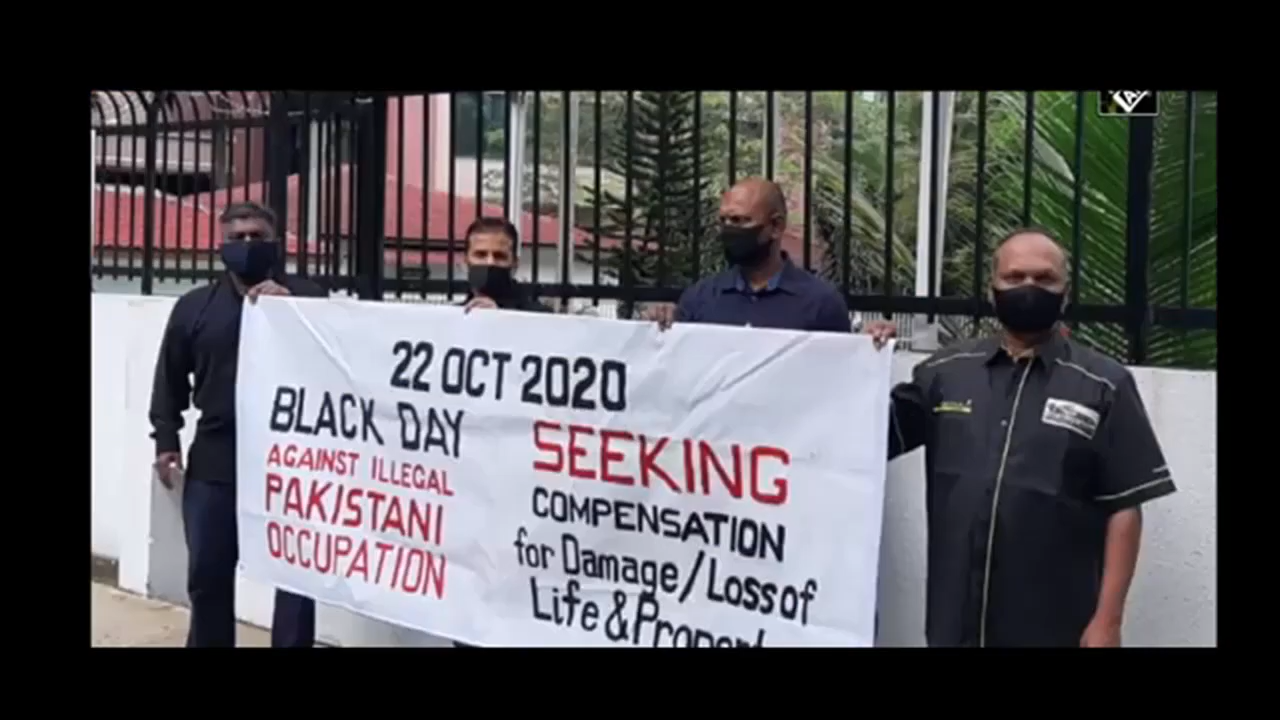 22 OCT 2020
BLACK DAY
AGAINST ILLEGAL
PAKISTANI
OCCUPATION
SEEKING
COMPENSATION
for Damage/Loss of
Life &